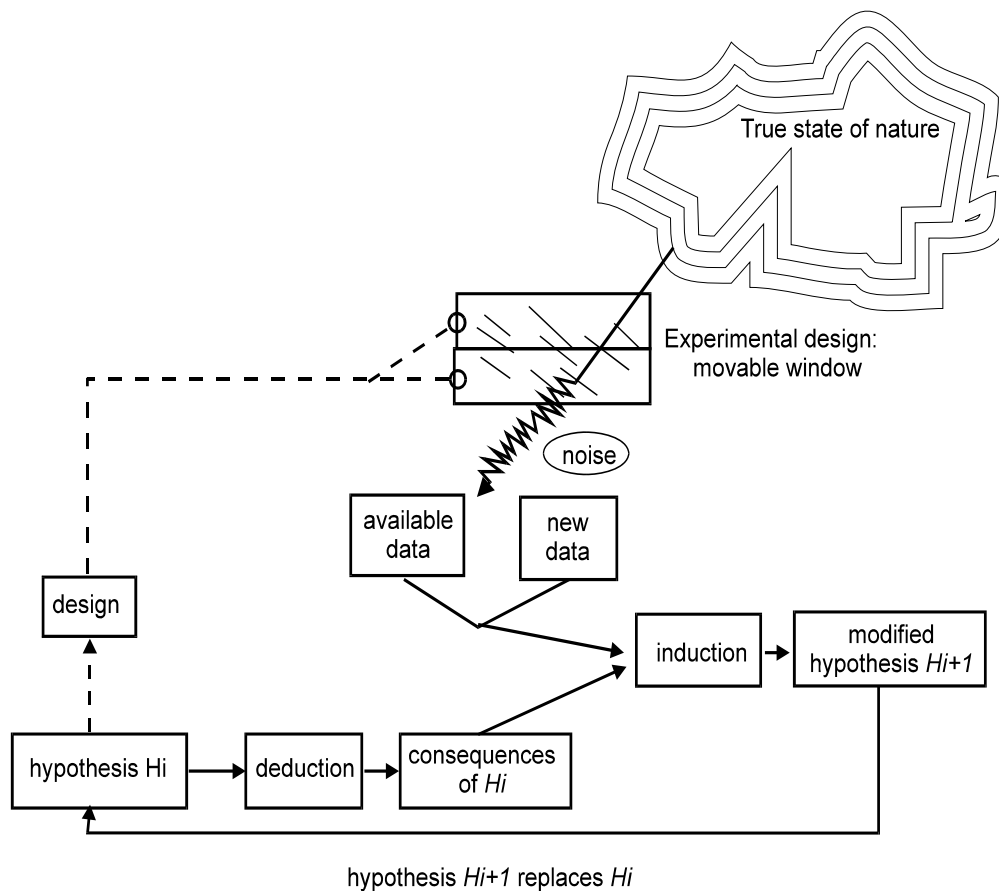 True state of nature
Experimental design:
movable window
noise
available
data
new
data
design
induction
modified
hypothesis Hi+1
hypothesis Hi
deduction
consequences
of Hi
hypothesis Hi+1 replaces Hi